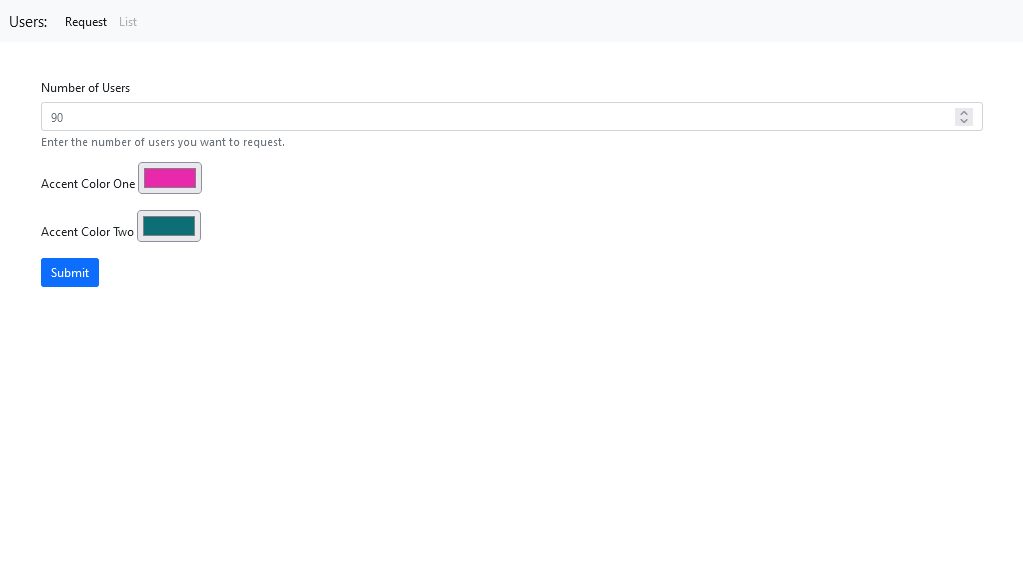 Users: Request List
Number of Users
90
Enter the number of users you want to request.
Accent Color One
Accent Color Two
Submit